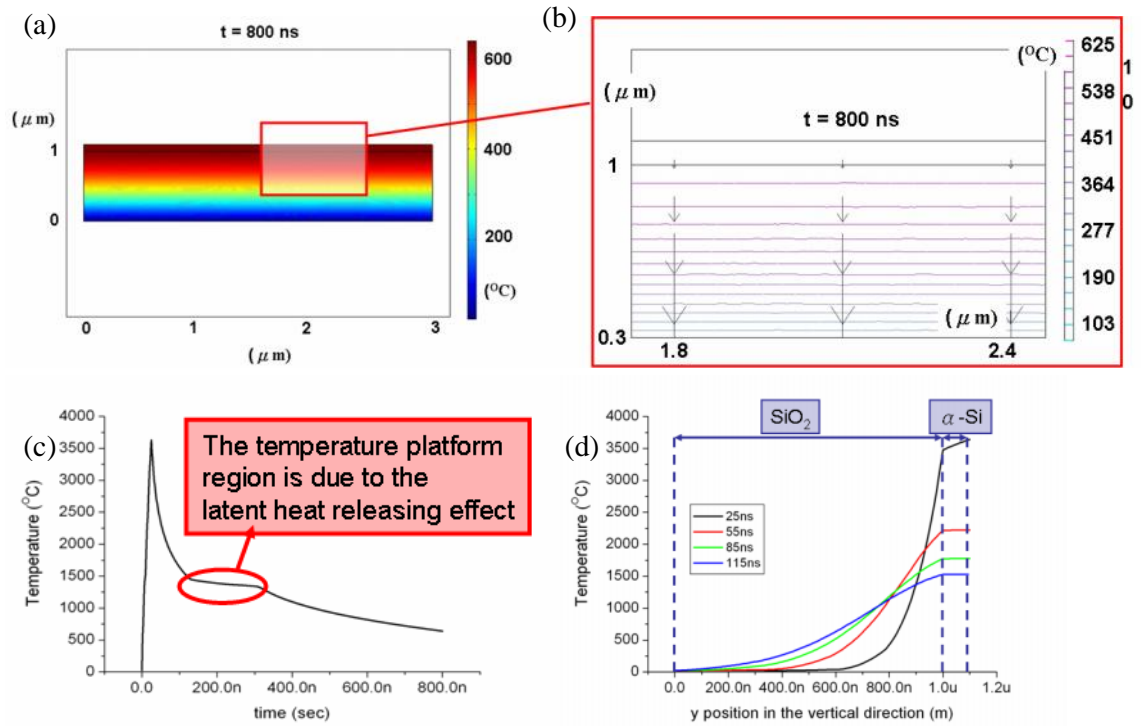 (a)
t = 800 ns
600
400
200
(°C)
(μm)
1
0
0
1
2
3
(μm)
(b)
(°C)
(μm)
t = 800 ns
1
0.3
1.8
2.4
(μm)
625
538
451
364
277
190
103
1
0
(c)
4000
3500
3000
2500
2000
1500
1000
500
0
Temperature (°C)
The temperature platform
region is due to the
latent heat releasing effect
0.0
200.0n
400.0n
600.0n
800.0n
time (sec)
(d)
SiO₂
α-Si
4000
3500
3000
2500
2000
1500
1000
500
0
Temperature (°C)
25ns
55ns
85ns
115ns
0.0
200.0n
400.0n
600.0n
800.0n
1.0u
1.2u
y position in the vertical direction (m)